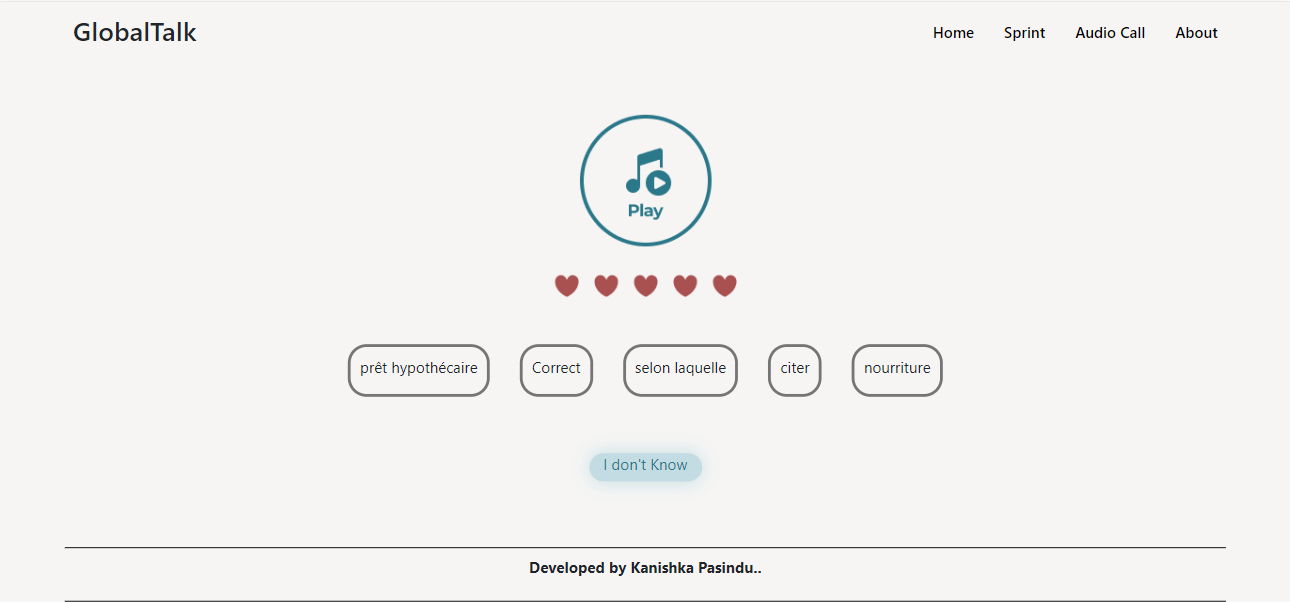 GlobalTalk
Home Sprint Audio Call About
Play
prêt hypothécaire Correct selon laquelle citer nourriture
I don't Know
Developed by Kanishka Pasindu..